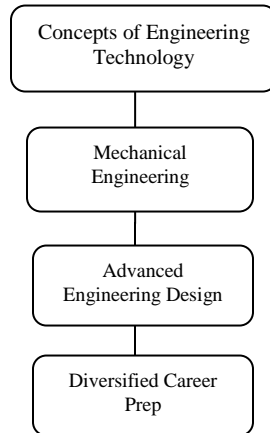 Concepts of Engineering
Technology
Mechanical
Engineering
Advanced
Engineering Design
Diversified Career
Prep